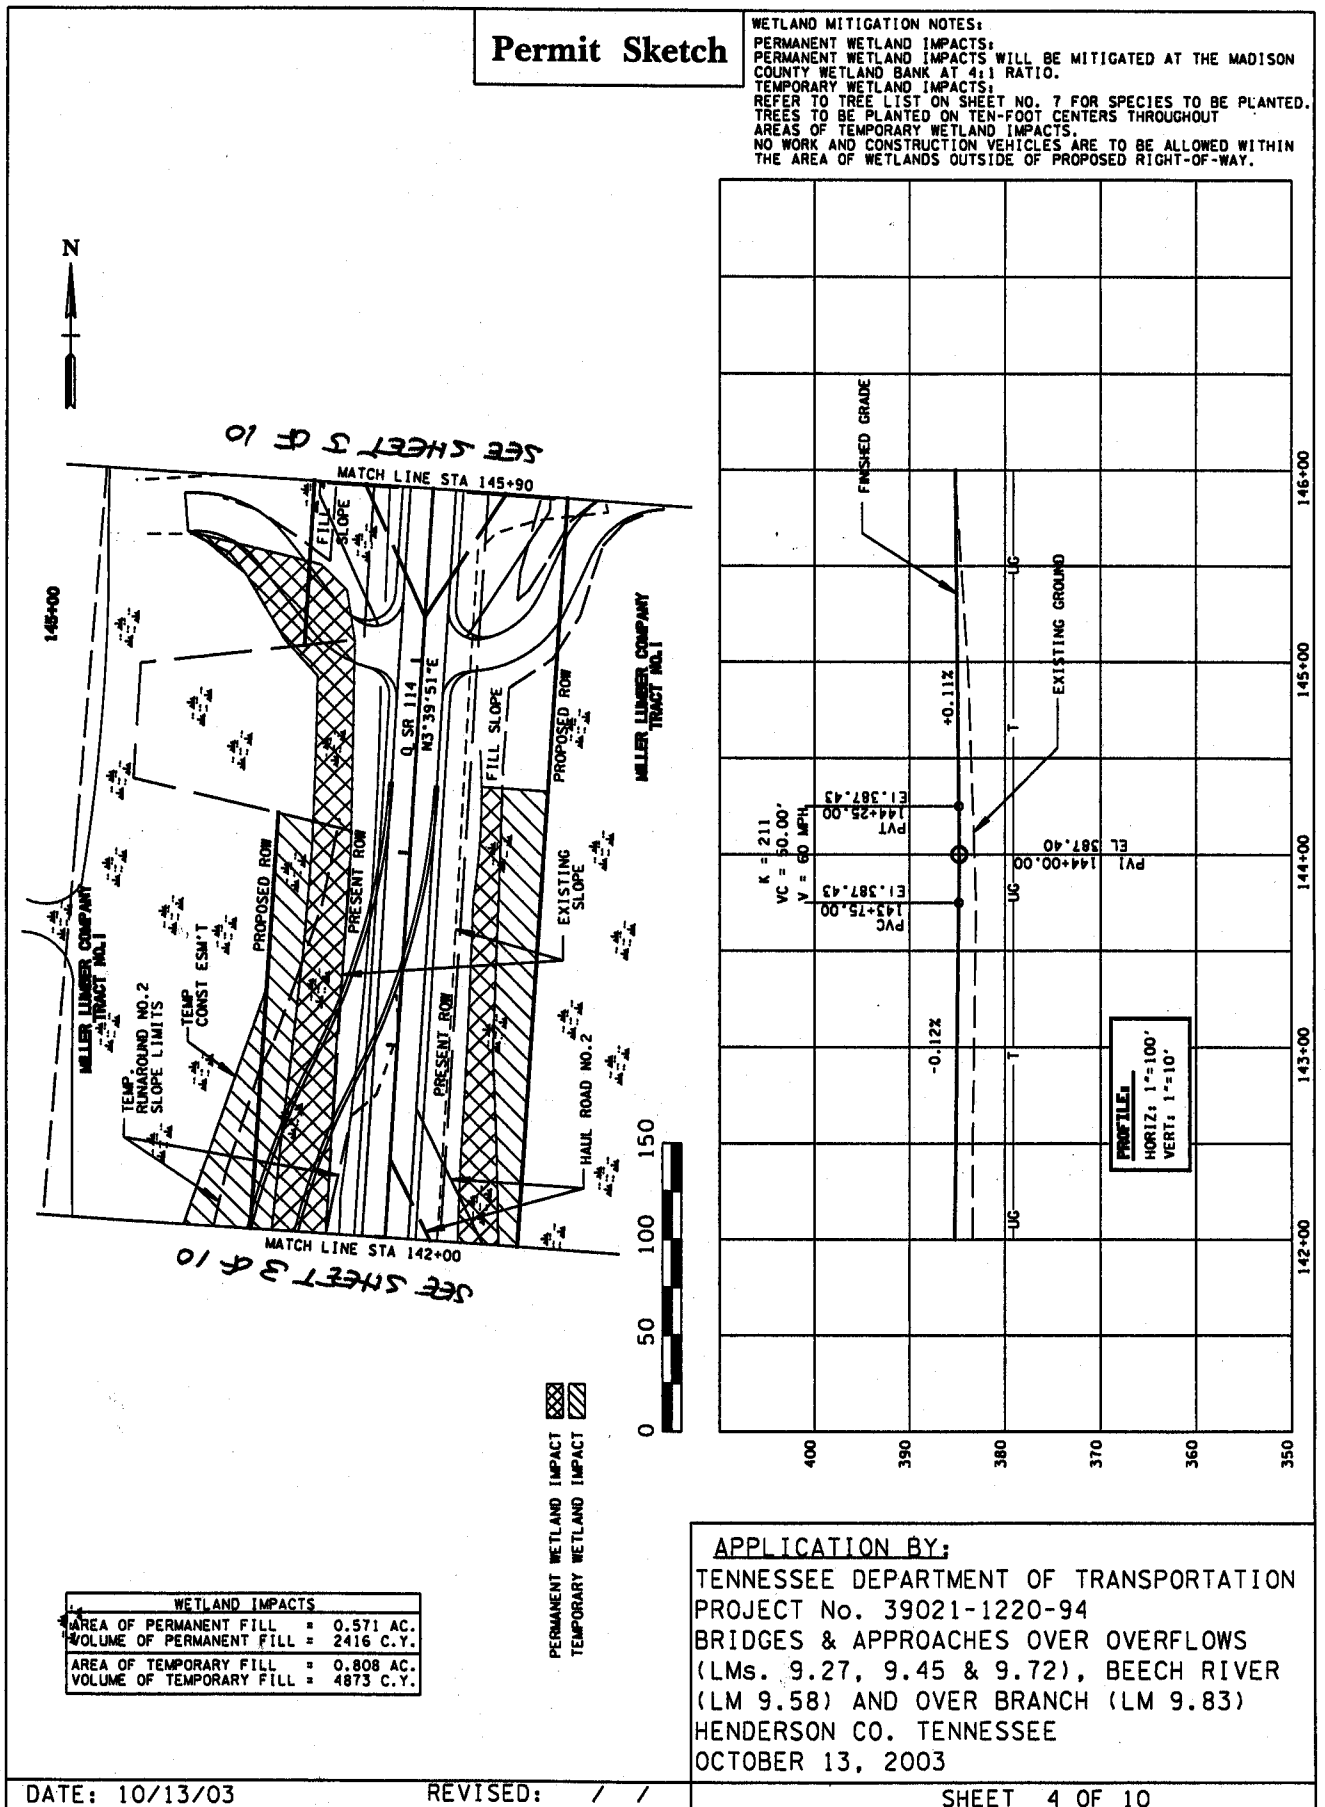 Permit Sketch
WETLAND MITIGATION NOTES:
PERMANENT WETLAND IMPACTS:
PERMANENT WETLAND IMPACTS WILL BE MITIGATED AT THE MADISON
COUNTY WETLAND BANK AT 4:1 RATIO.
TEMPORARY WETLAND IMPACTS:
REFER TO TREE LIST ON SHEET NO. 7 FOR SPECIES TO BE PLANTED.
TREES TO BE PLANTED ON TEN-FOOT CENTERS THROUGHOUT
AREAS OF TEMPORARY WETLAND IMPACTS.
NO WORK AND CONSTRUCTION VEHICLES ARE TO BE ALLOWED WITHIN
THE AREA OF WETLANDS OUTSIDE OF PROPOSED RIGHT-OF-WAY.
N
SEE SHEET 5 OF 10
MATCH LINE STA 145+90
FILL
SLOPE
145+00
SR 114
N3°39'51"E
FILL SLOPE
PROPOSED ROW
MILLER LUMBER COMPANY
TRACT NO.1
PROPOSED ROW
PRESENT ROW
EXISTING
SLOPE
MILLER LUMBER COMPANY
TRACT NO.1
TEMP
CONST ESM'T
TEMP.
RUNAROUND NO.2
SLOPE LIMITS
PRESENT ROW
HAUL ROAD NO.2
MATCH LINE STA 142+00
SEE SHEET 3 OF 10
0
50
100
150
PERMANENT WETLAND IMPACT
TEMPORARY WETLAND IMPACT
FINISHED GRADE
EXISTING GROUND
UG
T
UG
T
UG
+0.11%
-0.12%
K = 211
VC = 50.00'
V = 60 MPH
PVT
144+25.00
El.387.43
PVC
143+75.00
El.387.43
PVI 144+00.00
EL 387.40
146+00
145+00
144+00
143+00
142+00
PROFILE:
HORIZ: 1"=100'
VERT: 1"=10'
400
390
380
370
360
350
WETLAND IMPACTS
AREA OF PERMANENT FILL = 0.571 AC.
VOLUME OF PERMANENT FILL = 2416 C.Y.
AREA OF TEMPORARY FILL = 0.808 AC.
VOLUME OF TEMPORARY FILL = 4873 C.Y.
APPLICATION BY:
TENNESSEE DEPARTMENT OF TRANSPORTATION
PROJECT No. 39021-1220-94
BRIDGES & APPROACHES OVER OVERFLOWS
(LMs. 9.27, 9.45 & 9.72), BEECH RIVER
(LM 9.58) AND OVER BRANCH (LM 9.83)
HENDERSON CO. TENNESSEE
OCTOBER 13, 2003
DATE: 10/13/03
REVISED: / /
SHEET 4 OF 10